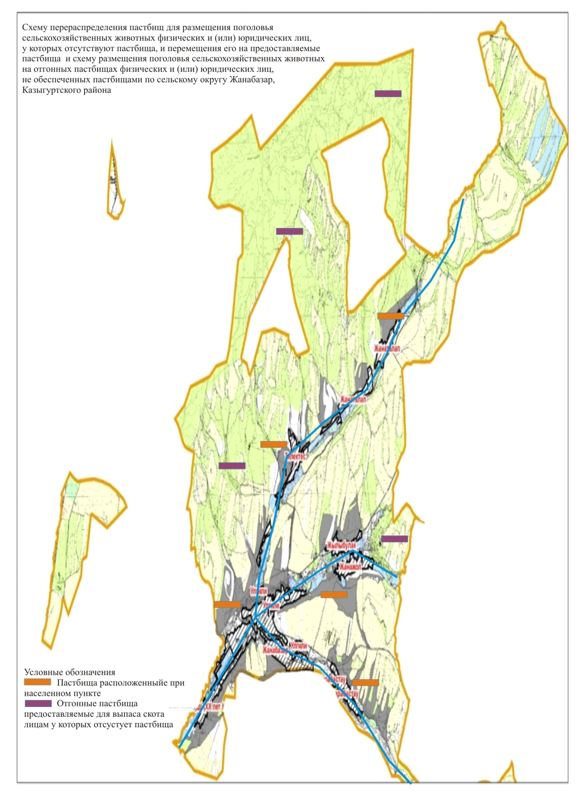 Схему перераспределения пастбищ для размещения поголовья
сельскохозяйственных животных физических и (или) юридических лиц,
у которых отсутствуют пастбища, и перемещения его на предоставляемые
пастбища и схему размещения поголовья сельскохозяйственных животных
на отгонных пастбищах физических и (или) юридических лиц,
не обеспеченных пастбищами по сельскому округу Жанабазар,
Казыгуртского района
Жаңаталап
Жылыбулак
Жанажол
Условные обозначения
Пастбища расположенныйе при
населенном пункте
Отгонные пастбища
предоставляемые для выпаса скота
лицам у которых отсустует пастбища